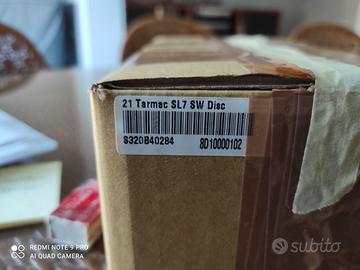 21 Tarmac SL7 SW Disc
S320B40284 8D10000102
REDMI NOTE 9 PRO
AI QUAD CAMERA
subito